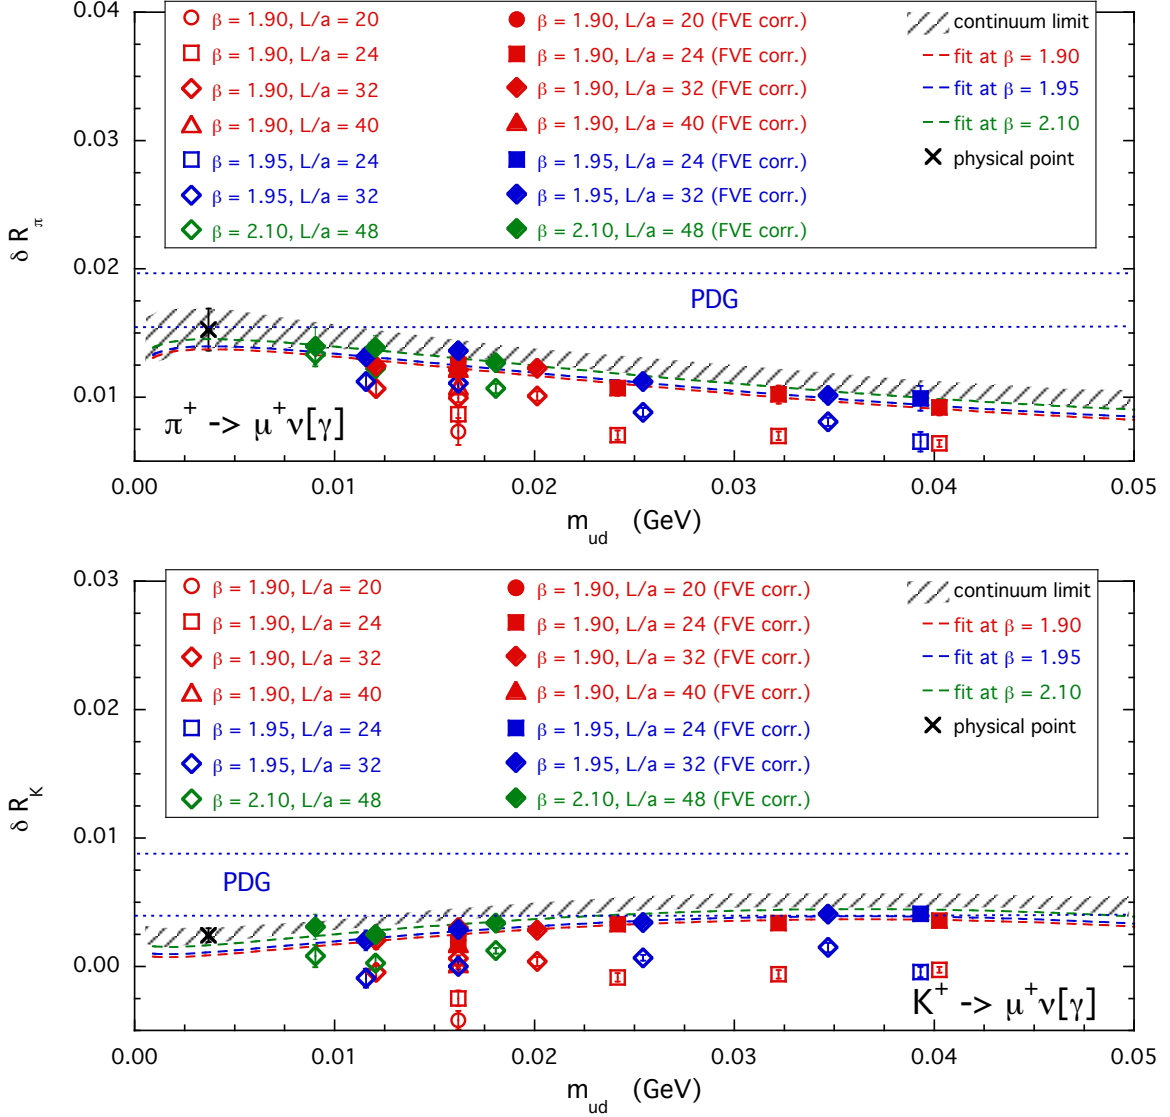 0.04
β = 1.90, L/a = 20 β = 1.90, L/a = 20 (FVE corr.) continuum limit
β = 1.90, L/a = 24 β = 1.90, L/a = 24 (FVE corr.) fit at β = 1.90
β = 1.90, L/a = 32 β = 1.90, L/a = 32 (FVE corr.) fit at β = 1.95
β = 1.90, L/a = 40 β = 1.90, L/a = 40 (FVE corr.) fit at β = 2.10
0.03
β = 1.95, L/a = 24 β = 1.95, L/a = 24 (FVE corr.) physical point
β = 1.95, L/a = 32 β = 1.95, L/a = 32 (FVE corr.)
β = 2.10, L/a = 48 β = 2.10, L/a = 48 (FVE corr.)
δ R_π
0.02
PDG
0.01
π⁺ -> μ⁺ν[γ]
0.00 0.01 0.02 0.03 0.04 0.05
m_ud (GeV)
0.03
β = 1.90, L/a = 20 β = 1.90, L/a = 20 (FVE corr.) continuum limit
β = 1.90, L/a = 24 β = 1.90, L/a = 24 (FVE corr.) fit at β = 1.90
β = 1.90, L/a = 32 β = 1.90, L/a = 32 (FVE corr.) fit at β = 1.95
β = 1.90, L/a = 40 β = 1.90, L/a = 40 (FVE corr.) fit at β = 2.10
0.02
β = 1.95, L/a = 24 β = 1.95, L/a = 24 (FVE corr.) physical point
β = 1.95, L/a = 32 β = 1.95, L/a = 32 (FVE corr.)
β = 2.10, L/a = 48 β = 2.10, L/a = 48 (FVE corr.)
δ R_K
0.01
PDG
0.00
K⁺ -> μ⁺ν[γ]
0.00 0.01 0.02 0.03 0.04 0.05
m_ud (GeV)